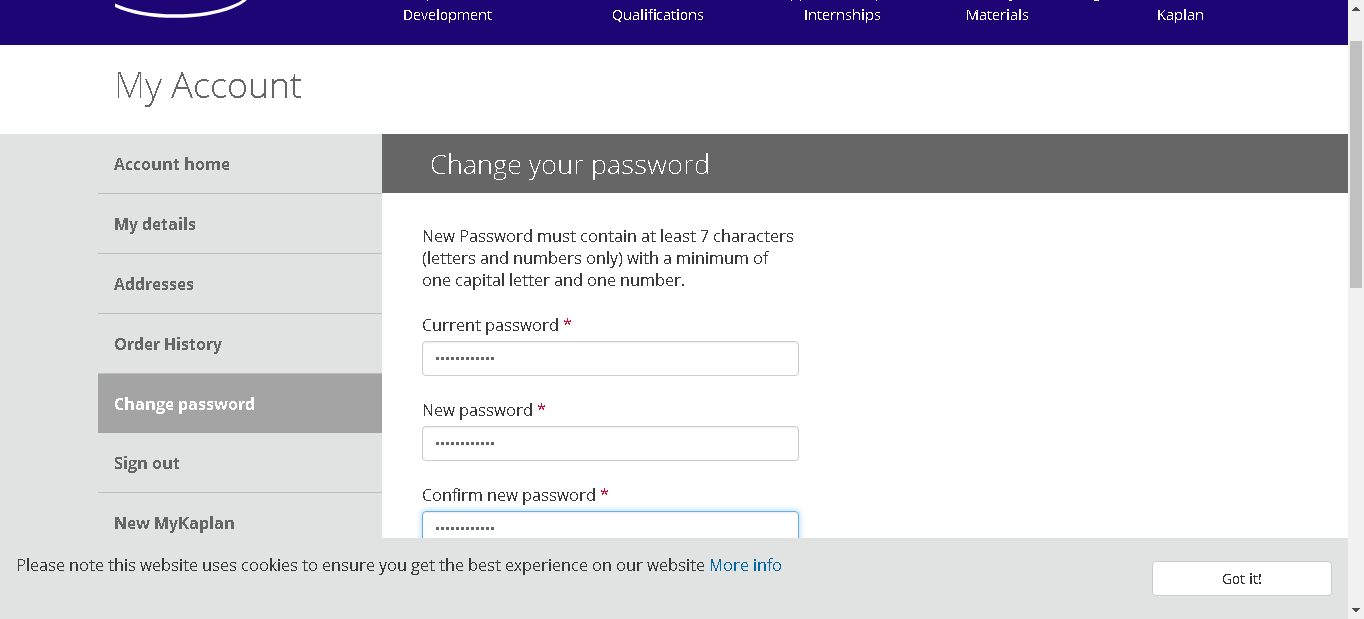 Development
Qualifications
Internships
Materials
Kaplan
My Account
Account home
My details
Addresses
Order History
Change password
Sign out
New MyKaplan
Change your password
New Password must contain at least 7 characters
(letters and numbers only) with a minimum of
one capital letter and one number.
Current password *
••••••••••••
New password *
••••••••••••
Confirm new password *
••••••••••••
Please note this website uses cookies to ensure you get the best experience on our website More info
Got it!